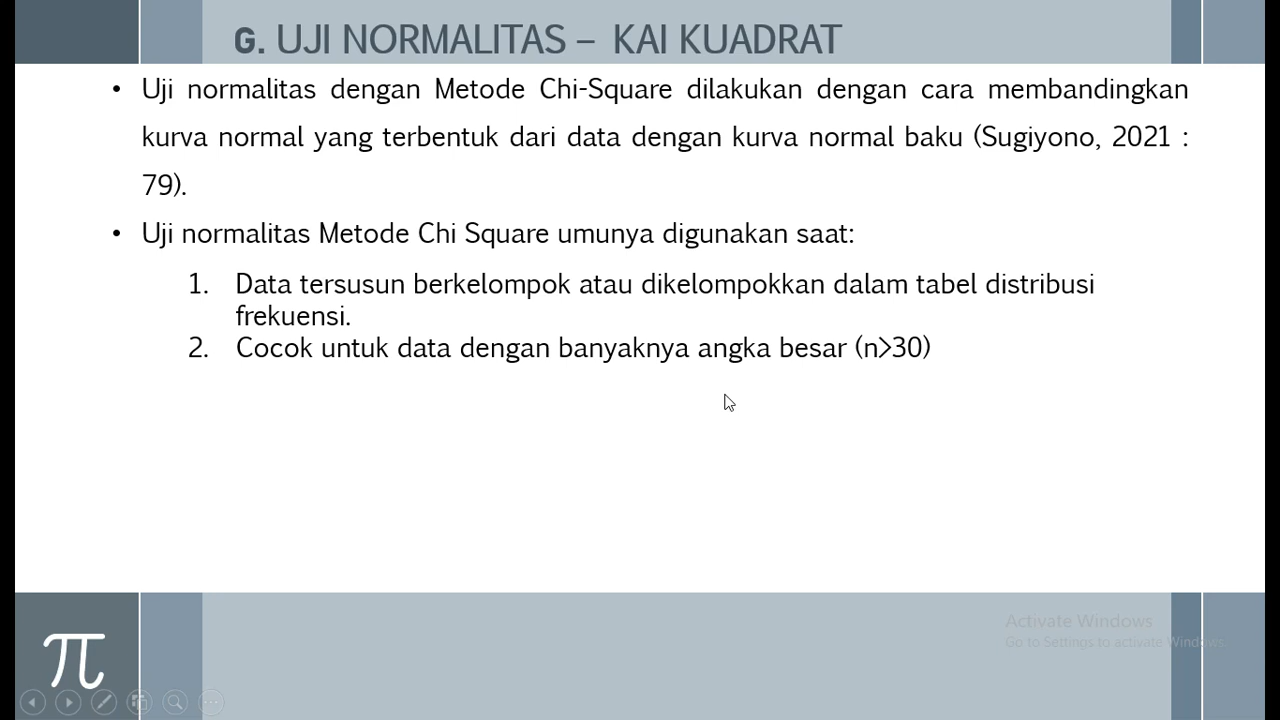 G. UJI NORMALITAS – KAI KUADRAT
• Uji normalitas dengan Metode Chi-Square dilakukan dengan cara membandingkan
kurva normal yang terbentuk dari data dengan kurva normal baku (Sugiyono, 2021 :
79).
• Uji normalitas Metode Chi Square umunya digunakan saat:
1. Data tersusun berkelompok atau dikelompokkan dalam tabel distribusi
frekuensi.
2. Cocok untuk data dengan banyaknya angka besar (n>30)
Activate Windows
Go to Settings to activate Windows.
π